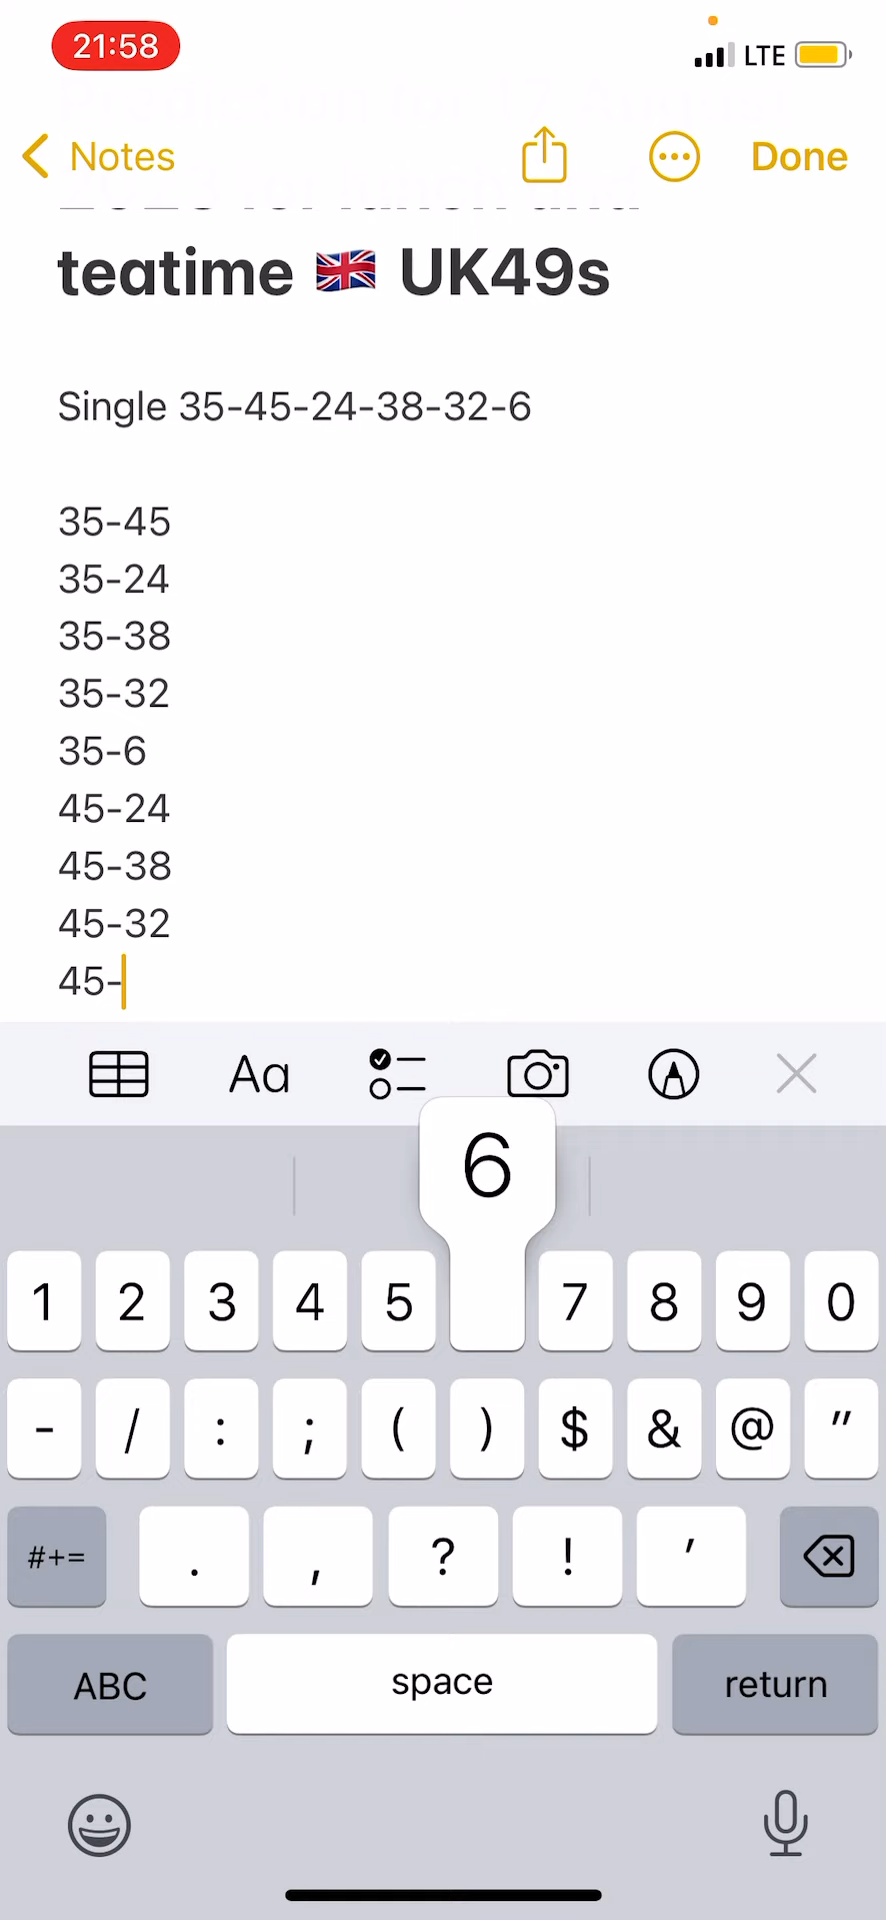 21:58
LTE
Notes
Done
teatime 🇬🇧 UK49s
Single 35-45-24-38-32-6
35-45
35-24
35-38
35-32
35-6
45-24
45-38
45-32
45-
Aa
6
1 2 3 4 5 7 8 9 0
- / : ; ( ) $ & @ "
#+= . , ? ! '
ABC space return